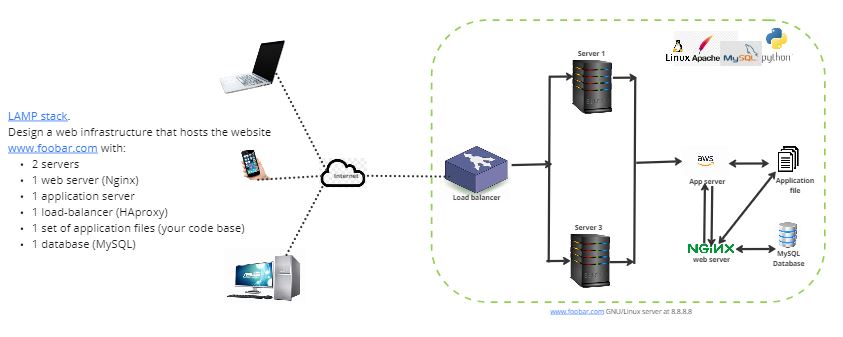 LAMP stack.
Design a web infrastructure that hosts the website
www.foobar.com with:
• 2 servers
• 1 web server (Nginx)
• 1 application server
• 1 load-balancer (HAproxy)
• 1 set of application files (your code base)
• 1 database (MySQL)
Internet
Load balancer
Server 1
Server 3
Linux Apache MySQL python
aws
App server
Application
file
NGINX
web server
MySQL
Database
www.foobar.com GNU/Linux server at 8.8.8.8